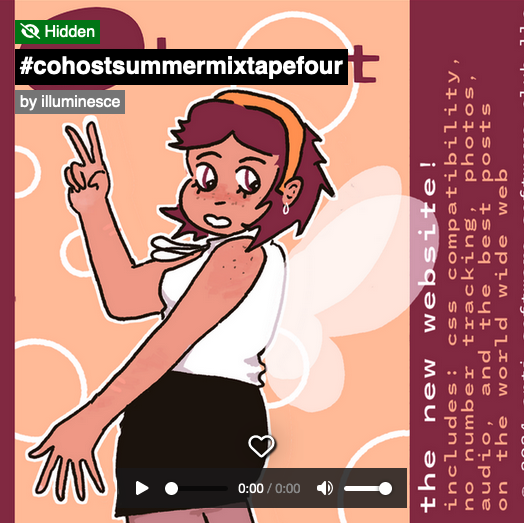 Hidden
#cohostsummermixtapefour
by illuminesce
the new website!
includes: css compatibility,
no number tracking, photos,
audio, and the best posts
on the world wide web
0:00 / 0:00